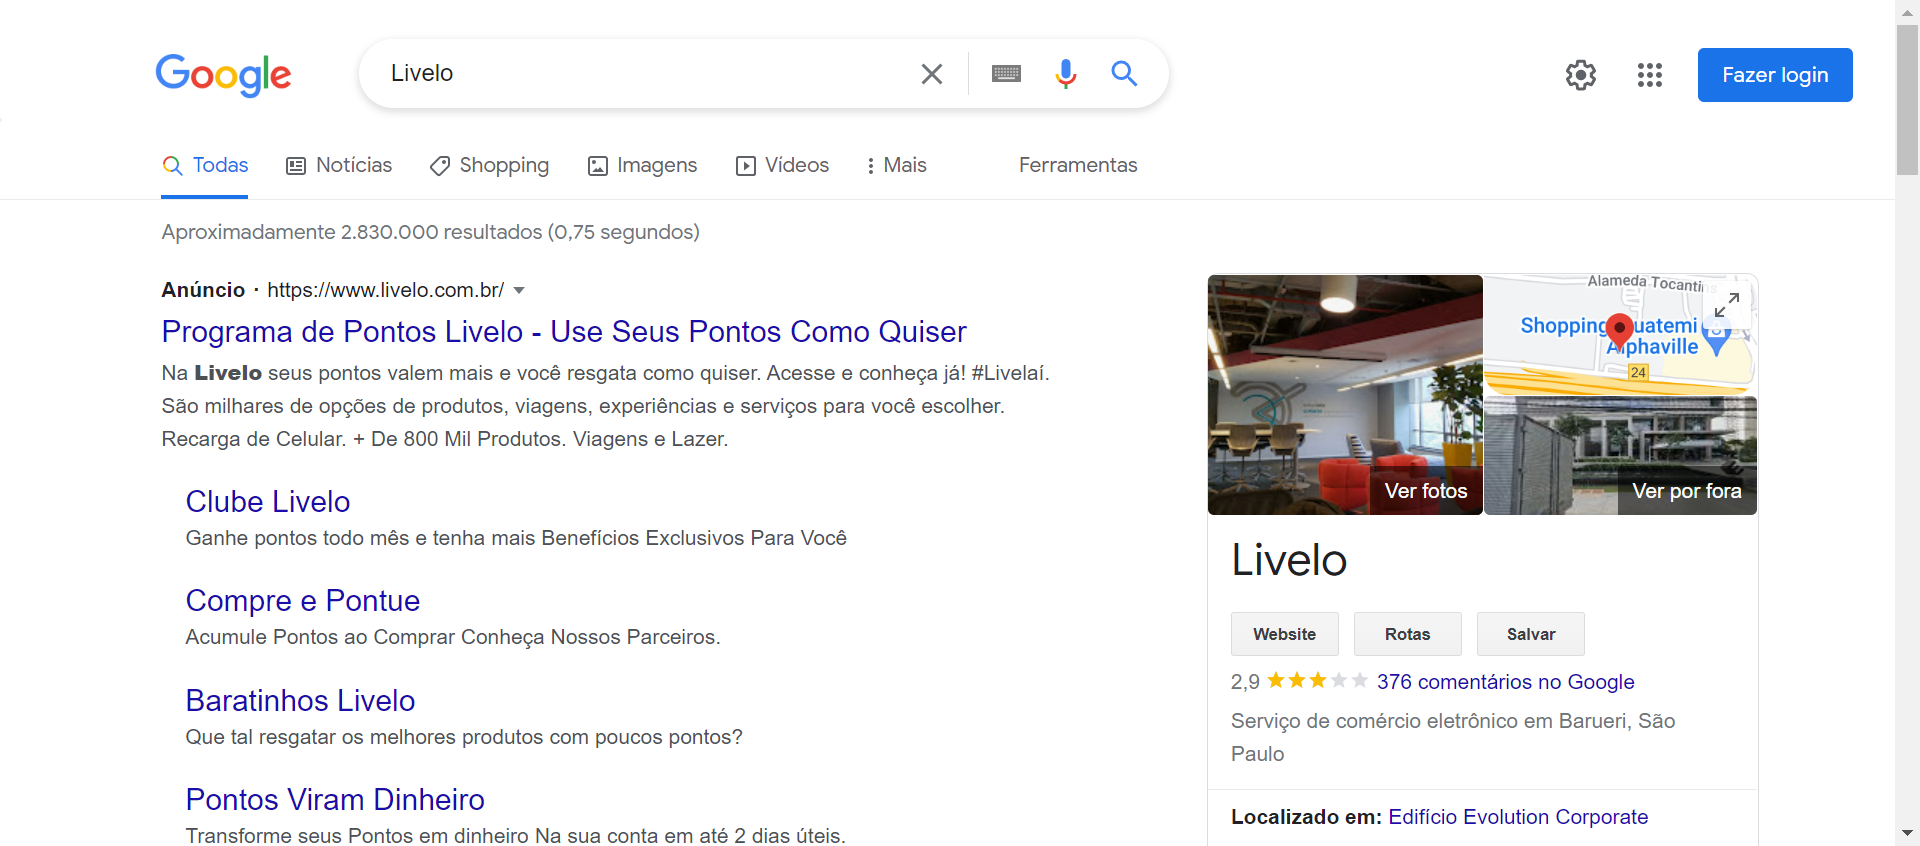 Google
Livelo
Fazer login
Todas
Notícias
Shopping
Imagens
Vídeos
Mais
Ferramentas
Aproximadamente 2.830.000 resultados (0,75 segundos)
Anúncio · https://www.livelo.com.br/
Programa de Pontos Livelo - Use Seus Pontos Como Quiser
Na Livelo seus pontos valem mais e você resgata como quiser. Acesse e conheça já! #Livelaí.
São milhares de opções de produtos, viagens, experiências e serviços para você escolher.
Recarga de Celular. + De 800 Mil Produtos. Viagens e Lazer.
Clube Livelo
Ganhe pontos todo mês e tenha mais Benefícios Exclusivos Para Você
Compre e Pontue
Acumule Pontos ao Comprar Conheça Nossos Parceiros.
Baratinhos Livelo
Que tal resgatar os melhores produtos com poucos pontos?
Pontos Viram Dinheiro
Transforme seus Pontos em dinheiro Na sua conta em até 2 dias úteis.
Alameda Tocantins
Shopping
Alphaville
24
Ver fotos
Ver por fora
Livelo
Website
Rotas
Salvar
2,9 376 comentários no Google
Serviço de comércio eletrônico em Barueri, São
Paulo
Localizado em: Edifício Evolution Corporate